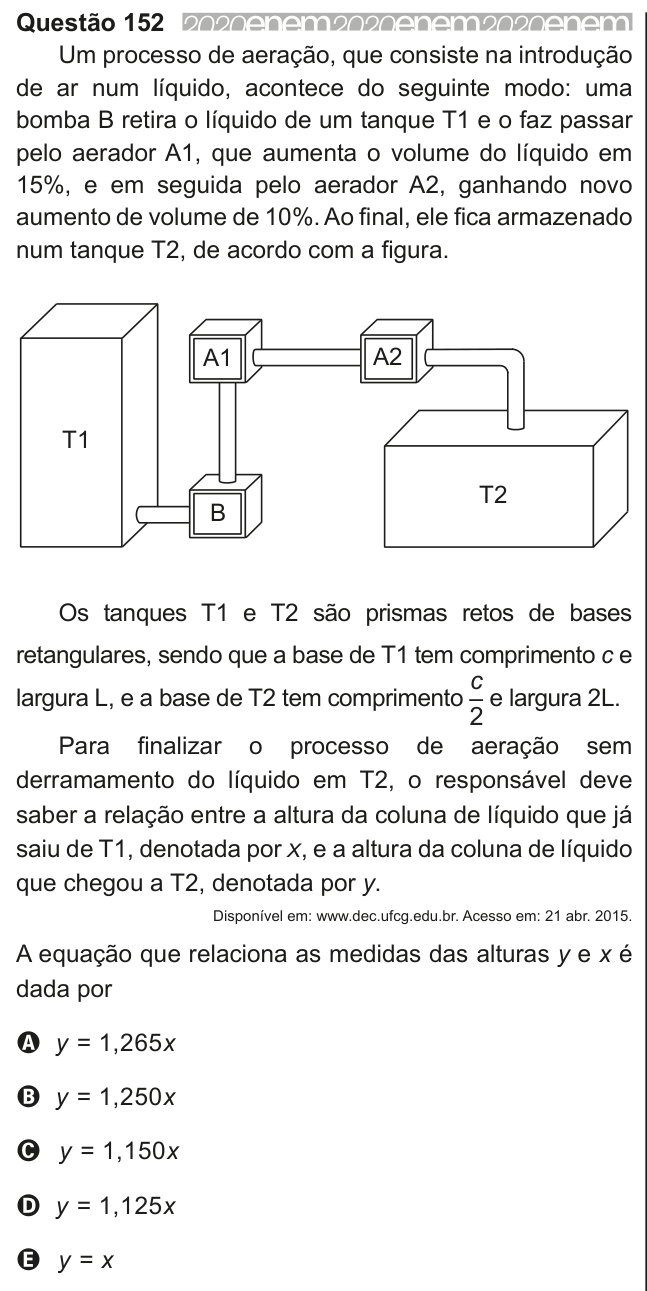 Questão 152 2020enem2020enem2020enem
Um processo de aeração, que consiste na introdução
de ar num líquido, acontece do seguinte modo: uma
bomba B retira o líquido de um tanque T1 e o faz passar
pelo aerador A1, que aumenta o volume do líquido em
15%, e em seguida pelo aerador A2, ganhando novo
aumento de volume de 10%. Ao final, ele fica armazenado
num tanque T2, de acordo com a figura.
A1
A2
T1
T2
B
Os tanques T1 e T2 são prismas retos de bases
retangulares, sendo que a base de T1 tem comprimento c e
largura L, e a base de T2 tem comprimento c/2 e largura 2L.
Para finalizar o processo de aeração sem
derramamento do líquido em T2, o responsável deve
saber a relação entre a altura da coluna de líquido que já
saiu de T1, denotada por x, e a altura da coluna de líquido
que chegou a T2, denotada por y.
Disponível em: www.dec.ufcg.edu.br. Acesso em: 21 abr. 2015.
A equação que relaciona as medidas das alturas y e x é
dada por
A y = 1,265x
B y = 1,250x
C y = 1,150x
D y = 1,125x
E y = x